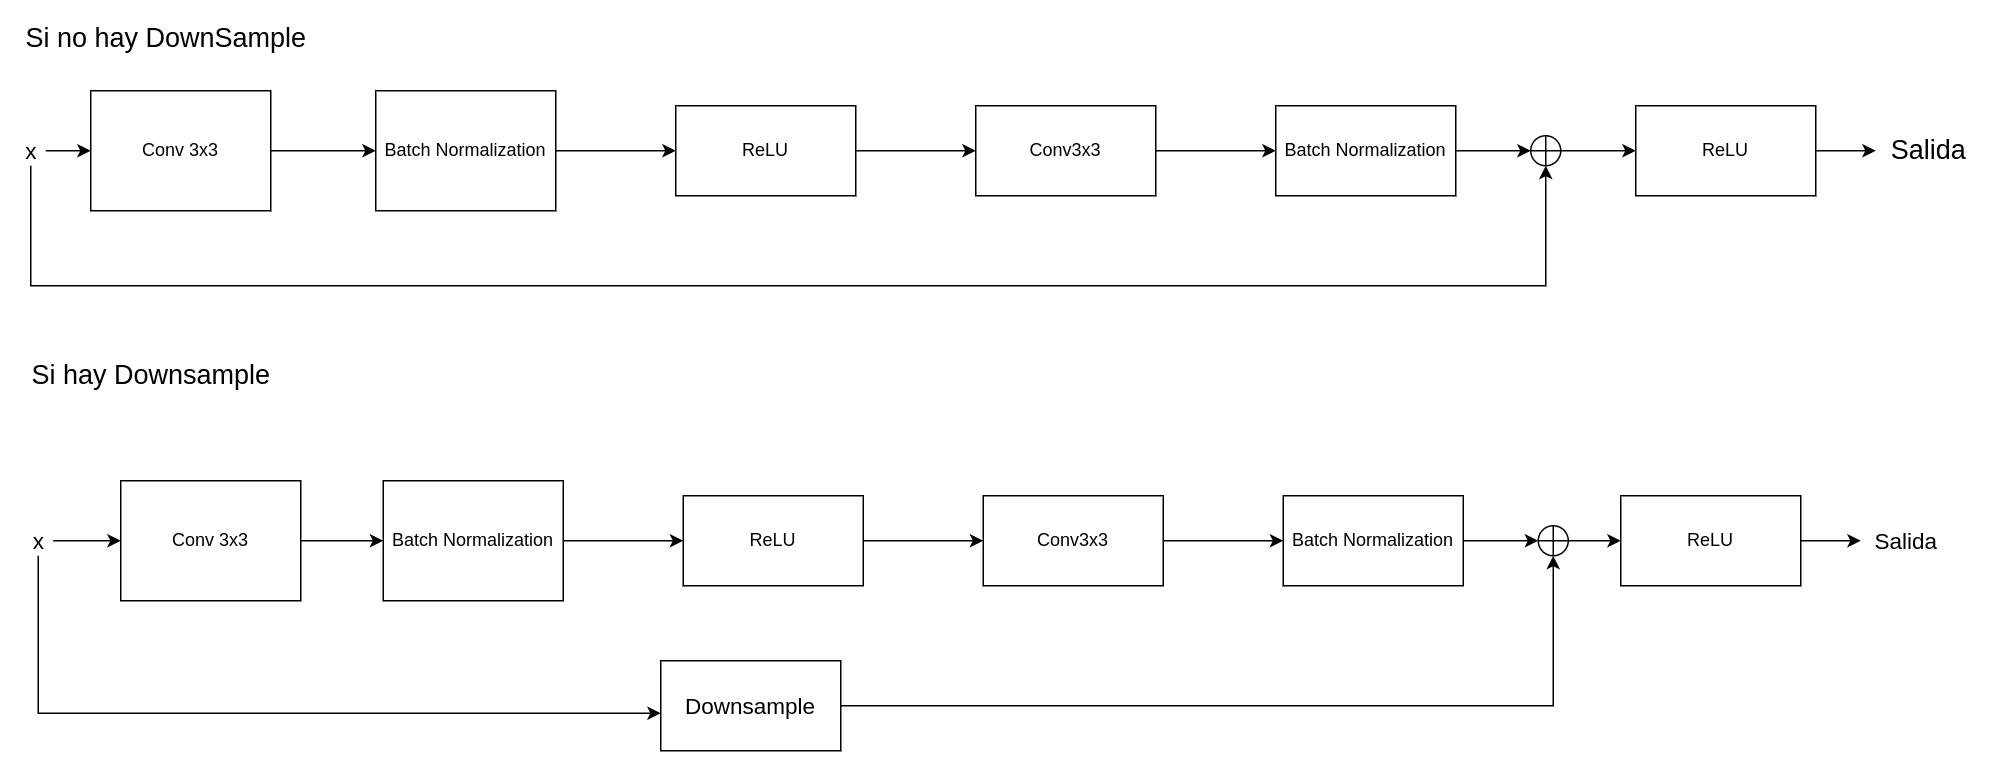 Si no hay DownSample
x
Conv 3x3
Batch Normalization
ReLU
Conv3x3
Batch Normalization
ReLU
Salida
Si hay Downsample
x
Conv 3x3
Batch Normalization
ReLU
Conv3x3
Batch Normalization
ReLU
Salida
Downsample